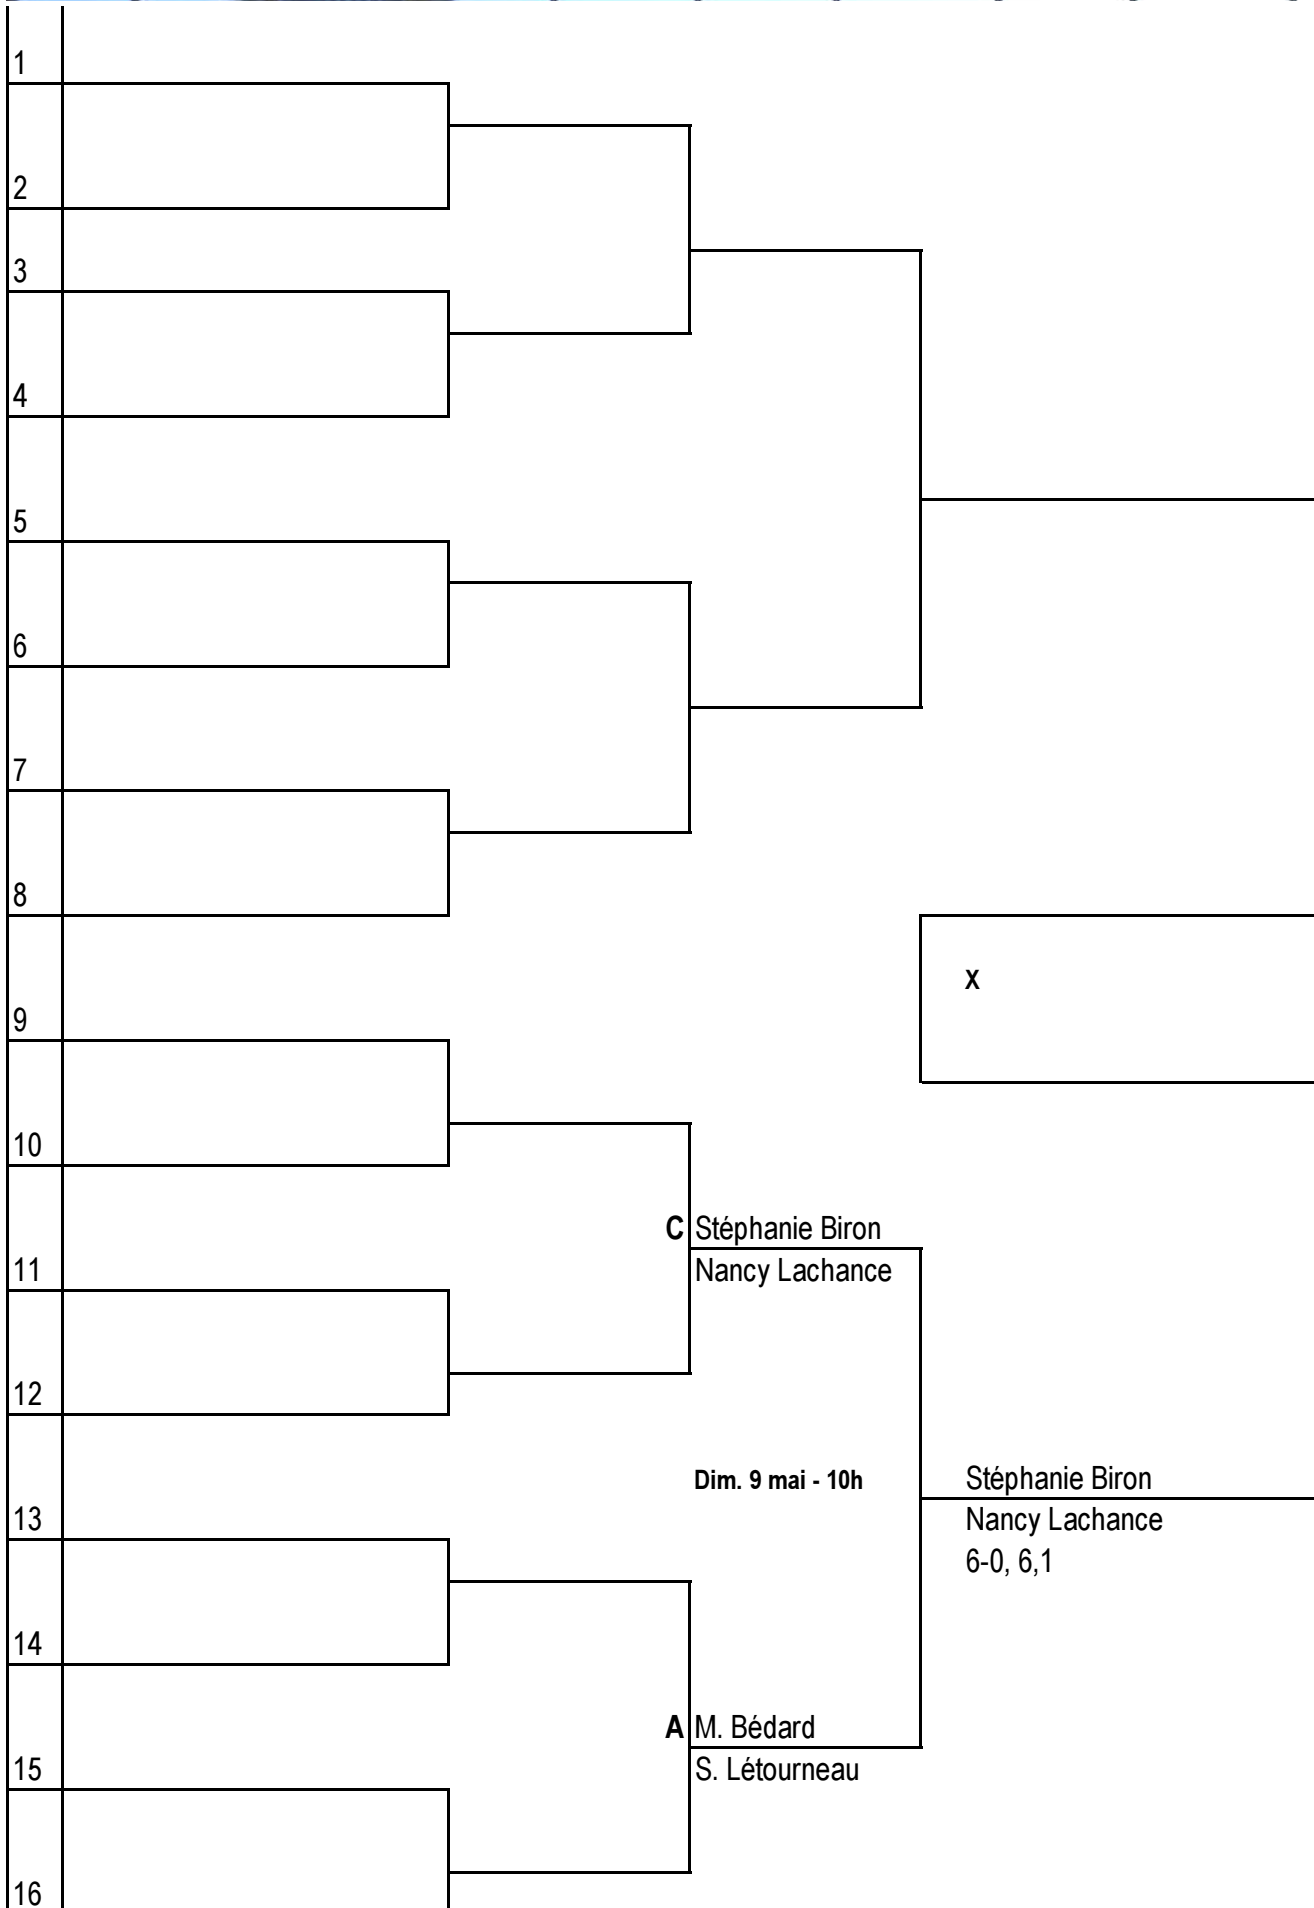 1
2
3
4
5
6
7
8
X
9
10
C Stéphanie Biron
Nancy Lachance
11
12
Dim. 9 mai - 10h
Stéphanie Biron
Nancy Lachance
6-0, 6,1
13
14
A M. Bédard
S. Létourneau
15
16